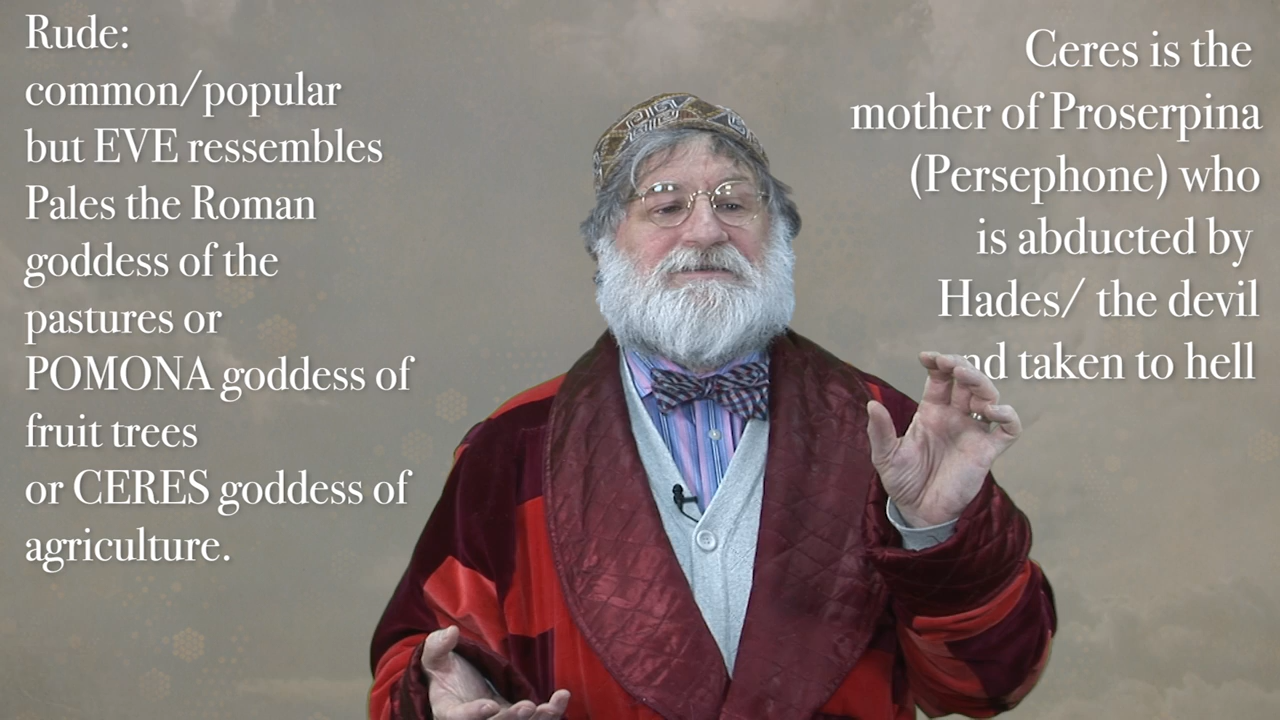 Rude:
common/popular
but EVE ressembles
Pales the Roman
goddess of the
pastures or
POMONA goddess of
fruit trees
or CERES goddess of
agriculture.
Ceres is the
mother of Proserpina
(Persephone) who
is abducted by
Hades/ the devil
nd taken to hell